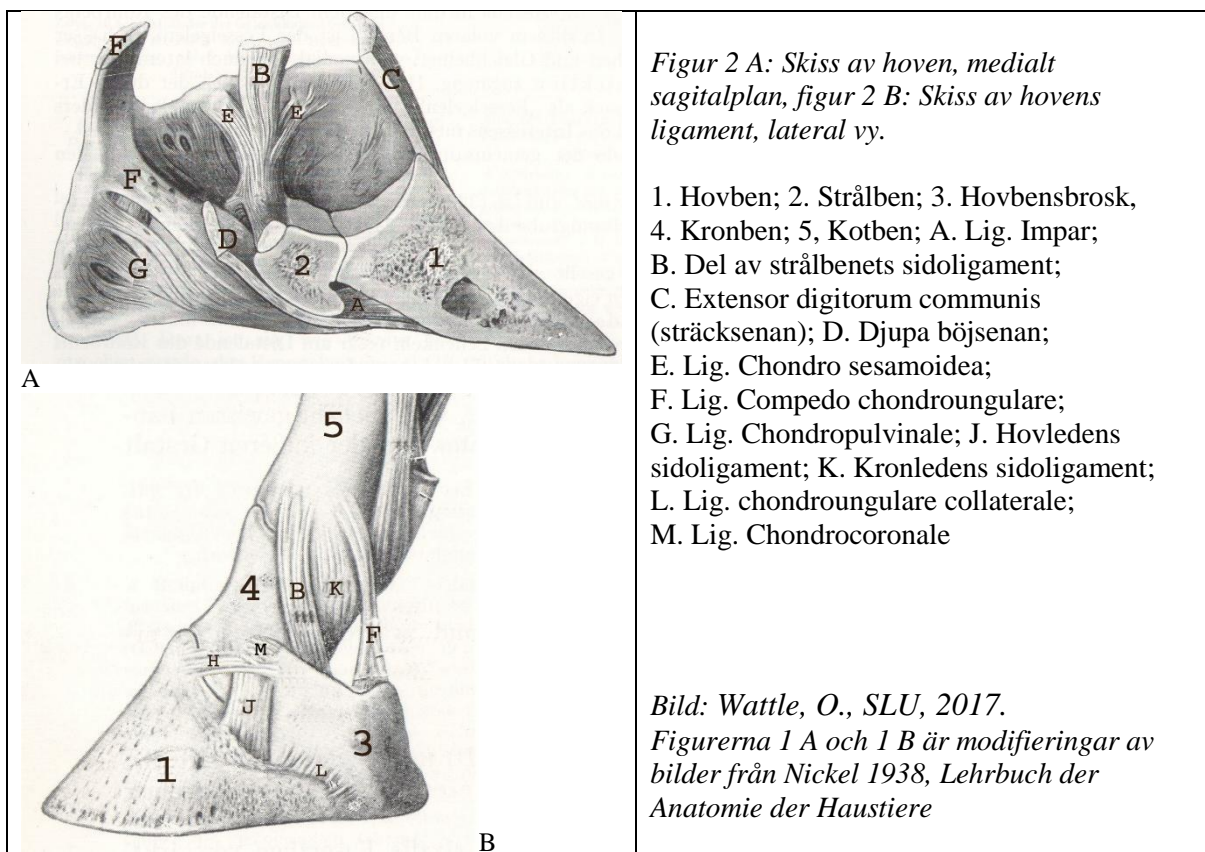 F
B
C
E
E
F
D
G
2
1
A
A
5
4
B
K
F
H
M
J
3
1
L
B
Figur 2 A: Skiss av hoven, medialt
sagitalplan, figur 2 B: Skiss av hovens
ligament, lateral vy.
1. Hovben; 2. Strålben; 3. Hovbensbrosk,
4. Kronben; 5, Kotben; A. Lig. Impar;
B. Del av strålbenets sidoligament;
C. Extensor digitorum communis
(sträcksenan); D. Djupa böjsenan;
E. Lig. Chondro sesamoidea;
F. Lig. Compedo chondroungulare;
G. Lig. Chondropulvinale; J. Hovledens
sidoligament; K. Kronledens sidoligament;
L. Lig. chondroungulare collaterale;
M. Lig. Chondrocoronale
Bild: Wattle, O., SLU, 2017.
Figurerna 1 A och 1 B är modifieringar av
bilder från Nickel 1938, Lehrbuch der
Anatomie der Haustiere